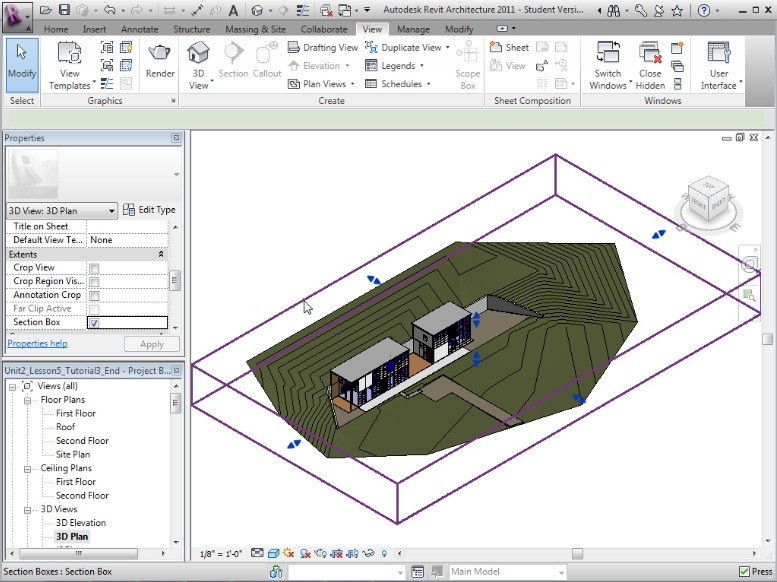 Autodesk Revit Architecture 2011 - Student Versi...
Home Insert Annotate Structure Massing & Site Collaborate View Manage Modify
Modify
View Templates
Render
3D View
Section
Callout
Drafting View
Elevation
Plan Views
Duplicate View
Legends
Schedules
Scope Box
Sheet
View
Switch Windows
Close Hidden
User Interface
Select Graphics Create Sheet Composition Windows
Properties
3D View: 3D Plan
Edit Type
Title on Sheet
Default View Te... None
Extents
Crop View
Crop Region Vis...
Annotation Crop
Far Clip Active
Section Box
Properties help
Apply
Unit2_Lesson5_Tutorial3_End - Project B...
Views (all)
Floor Plans
First Floor
Roof
Second Floor
Site Plan
Ceiling Plans
First Floor
Second Floor
3D Views
3D Elevation
3D Plan
TOP
FRONT
1/8" = 1'-0"
Section Boxes : Section Box
Main Model
Press